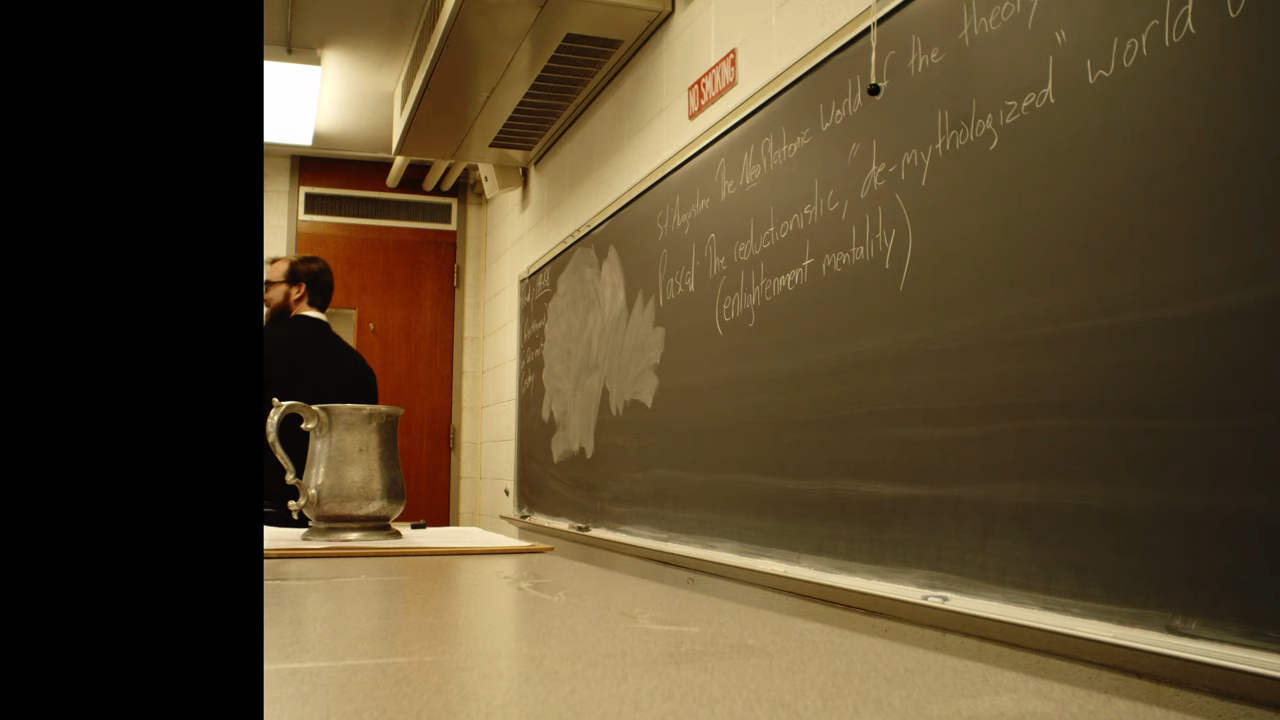 NO SMOKING
St. Augustine: The NeoPlatonic World of the theory
Pascal: The reductionistic, "de-mythologized" world
(enlightenment mentality)